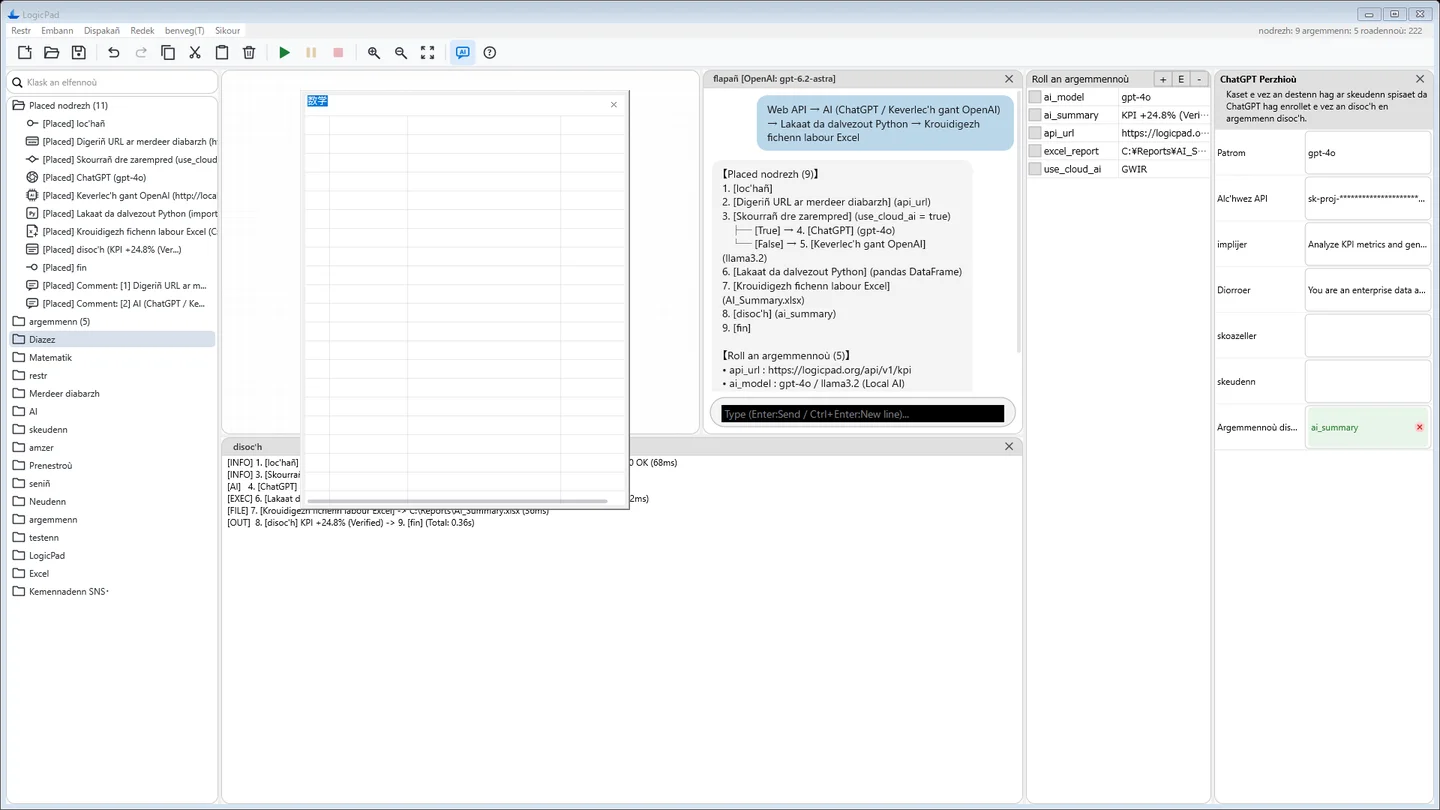 LogicPad
Restr Embann Dispakañ Redek benveg(T) Sikour
nodrezh: 9 argemmenn: 5 roadennoù: 222
Klask an elfennoù
Placed nodrezh (11)
[Placed] loc'hañ
[Placed] Digeriñ URL ar merdeer diabarzh (h
[Placed] Skourrañ dre zarempred (use_cloud
[Placed] ChatGPT (gpt-4o)
[Placed] Keverlec'h gant OpenAI (http://loca
[Placed] Lakaat da dalvezout Python (import
[Placed] Krouidigezh fichenn labour Excel (C
[Placed] disoc'h (KPI +24.8% (Ver...)
[Placed] fin
[Placed] Comment: [1] Digeriñ URL ar m...
[Placed] Comment: [2] AI (ChatGPT / Ke...
argemmenn (5)
Diazez
Matematik
restr
Merdeer diabarzh
AI
skeudenn
amzer
Prenestroù
seniñ
Neudenn
argemmenn
testenn
LogicPad
Excel
Kemennadenn SNS
数学
flapañ [OpenAI: gpt-6.2-astra]
Web API → AI (ChatGPT / Keverlec'h gant OpenAI)
→ Lakaat da dalvezout Python → Krouidigezh
fichenn labour Excel
【Placed nodrezh (9)】
1. [loc'hañ]
2. [Digeriñ URL ar merdeer diabarzh] (api_url)
3. [Skourrañ dre zarempred] (use_cloud_ai = true)
├── [True] → 4. [ChatGPT] (gpt-4o)
└── [False] → 5. [Keverlec'h gant OpenAI]
(llama3.2)
6. [Lakaat da dalvezout Python] (pandas DataFrame)
7. [Krouidigezh fichenn labour Excel]
(AI_Summary.xlsx)
8. [disoc'h] (ai_summary)
9. [fin]
【Roll an argemmennoù (5)】
• api_url : https://logicpad.org/api/v1/kpi
• ai_model : gpt-4o / llama3.2 (Local AI)
Type (Enter:Send / Ctrl+Enter:New line)...
disoc'h
[INFO] 1. [loc'hañ] 0 OK (68ms)
[INFO] 3. [Skourrañ
[AI] 4. [ChatGPT]
[EXEC] 6. [Lakaat d 2ms)
[FILE] 7. [Krouidigezh fichenn labour Excel] -> C:\Reports\AI_Summary.xlsx (36ms)
[OUT] 8. [disoc'h] KPI +24.8% (Verified) -> 9. [fin] (Total: 0.36s)
Roll an argemmennoù + E -
ai_model gpt-4o
ai_summary KPI +24.8% (Veri···
api_url https://logicpad.o···
excel_report C:¥Reports¥AI_S···
use_cloud_ai GWIR
ChatGPT Perzhioù
Kaset e vez an destenn hag ar skeudenn spisaet da
ChatGPT hag enrollet e vez an disoc'h en
argemmenn disoc'h.
Patrom gpt-4o
Alc'hwez API sk-proj-*********************...
implijer Analyze KPI metrics and gen...
Diorroer You are an enterprise data a...
skoazeller
skeudenn
Argemmennoù dis... ai_summary